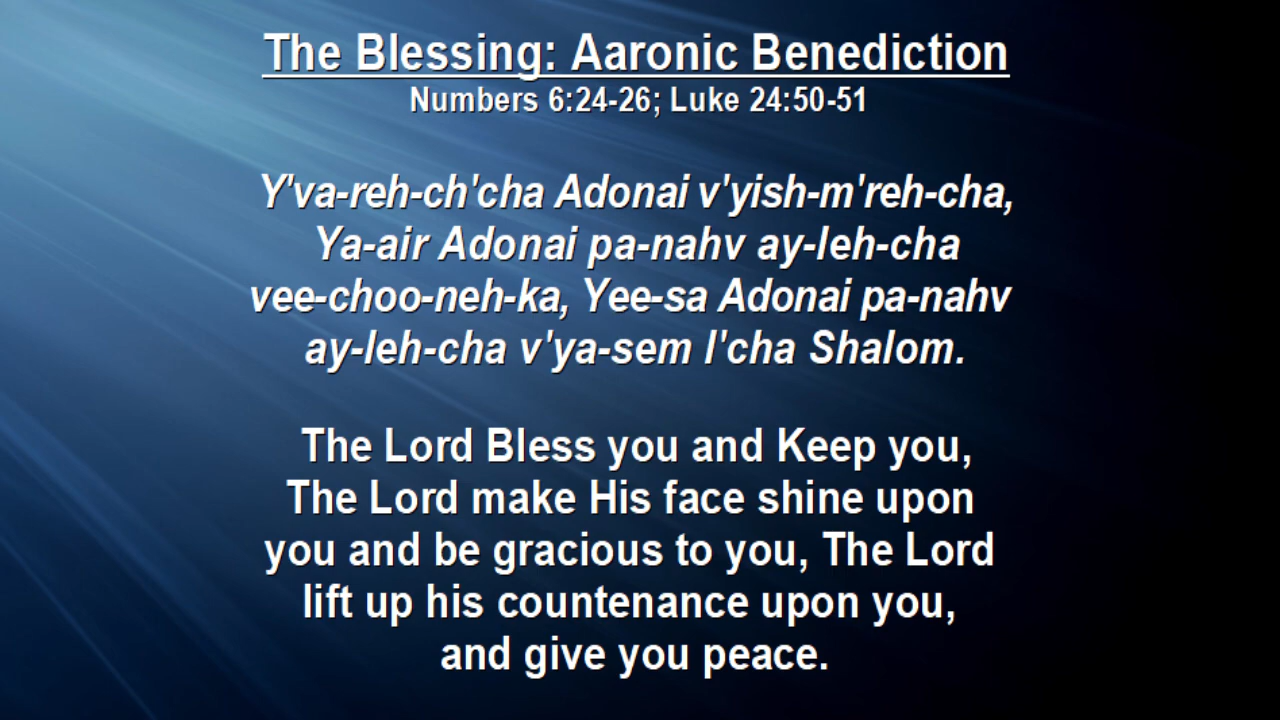 The Blessing: Aaronic Benediction
Numbers 6:24-26; Luke 24:50-51
Y'va-reh-ch'cha Adonai v'yish-m'reh-cha,
Ya-air Adonai pa-nahv ay-leh-cha
vee-choo-neh-ka, Yee-sa Adonai pa-nahv
ay-leh-cha v'ya-sem l'cha Shalom.
The Lord Bless you and Keep you,
The Lord make His face shine upon
you and be gracious to you, The Lord
lift up his countenance upon you,
and give you peace.